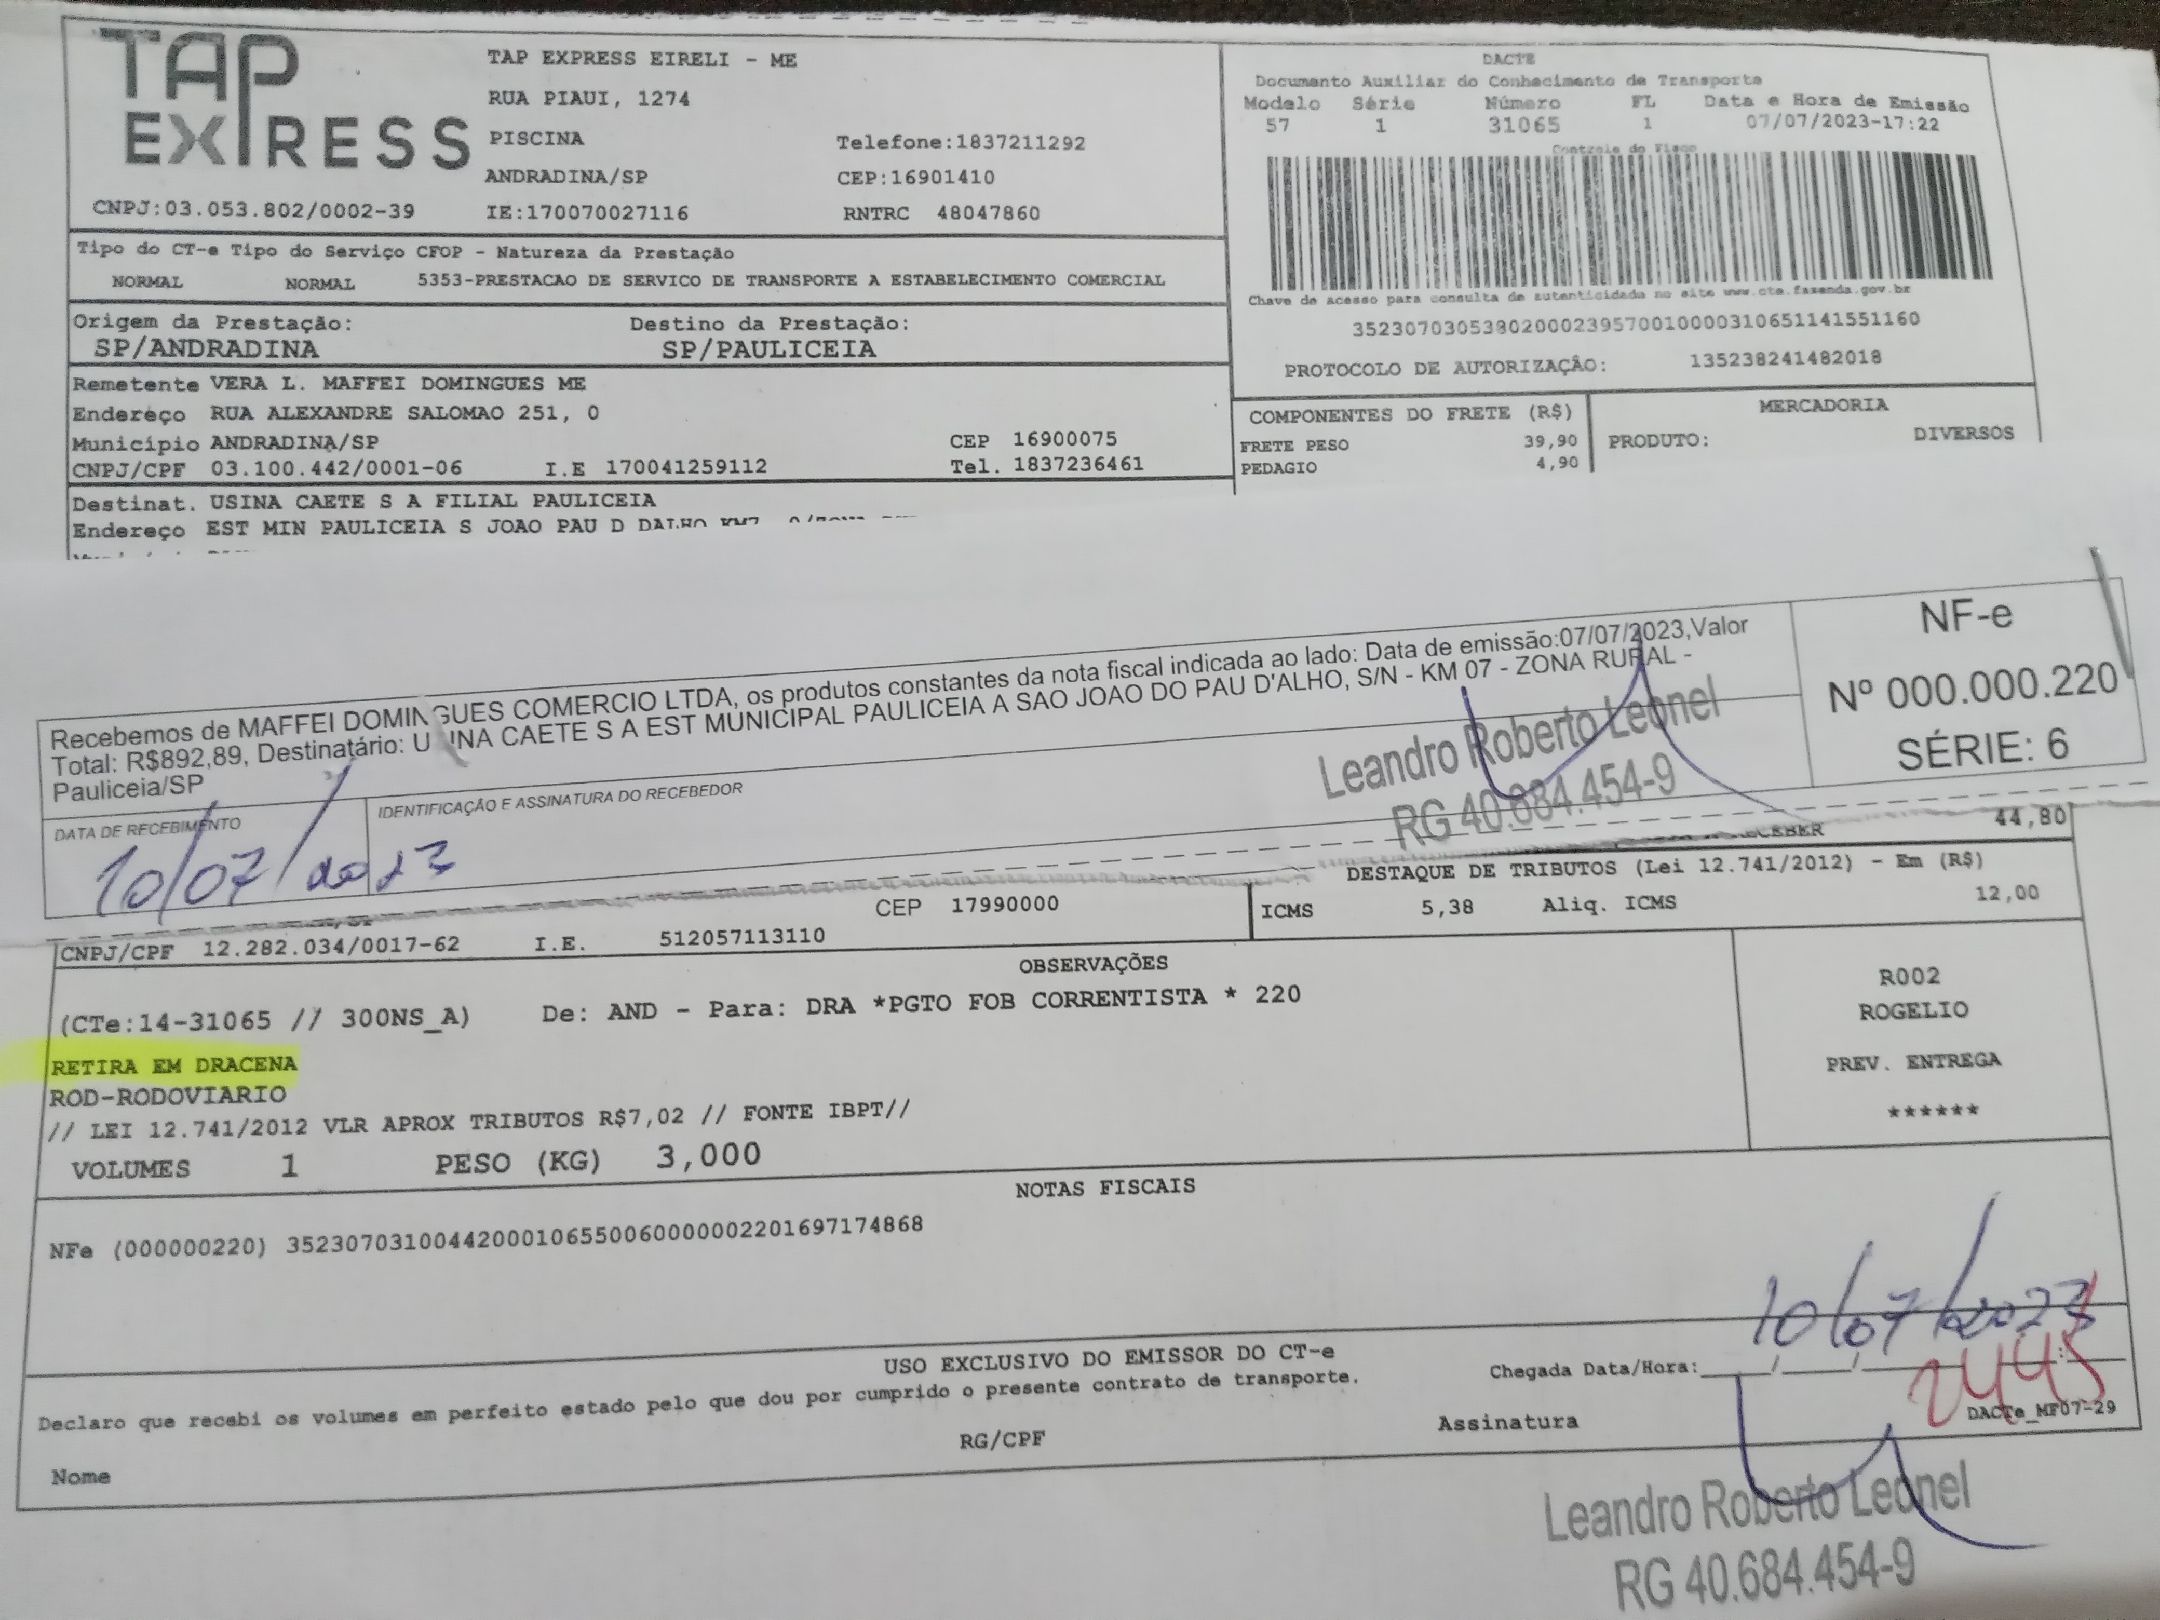 TAP EXPRESS
TAP EXPRESS EIRELI - ME
RUA PIAUI, 1274
PISCINA Telefone:1837211292
ANDRADINA/SP CEP:16901410
CNPJ:03.053.802/0002-39 IE:170070027116 RNTRC 48047860
DACTE
Documento Auxiliar do Conhecimento de Transporte
Modelo Série Número FL Data e Hora de Emissão
57 1 31065 1 07/07/2023-17:22
Controle do Fisco
Chave de acesso para consulta de autenticidade no site www.cte.fazenda.gov.br
35230703053802000239570010000310651141551160
PROTOCOLO DE AUTORIZAÇÃO: 135238241482018
Tipo do CT-e Tipo do Serviço CFOP - Natureza da Prestação
NORMAL NORMAL 5353-PRESTACAO DE SERVICO DE TRANSPORTE A ESTABELECIMENTO COMERCIAL
Origem da Prestação: Destino da Prestação:
SP/ANDRADINA SP/PAULICEIA
Remetente VERA L. MAFFEI DOMINGUES ME
Endereço RUA ALEXANDRE SALOMAO 251, 0
Município ANDRADINA/SP CEP 16900075
CNPJ/CPF 03.100.442/0001-06 I.E 170041259112 Tel. 1837236461
COMPONENTES DO FRETE (R$)
FRETE PESO 39,90
PEDAGIO 4,90
MERCADORIA
PRODUTO: DIVERSOS
Destinat. USINA CAETE S A FILIAL PAULICEIA
Endereço EST MIN PAULICEIA S JOAO PAU D DALHO KM7
Recebemos de MAFFEI DOMINGUES COMERCIO LTDA, os produtos constantes da nota fiscal indicada ao lado: Data de emissão:07/07/2023,Valor
Total: R$892,89, Destinatário: U INA CAETE S A EST MUNICIPAL PAULICEIA A SAO JOAO DO PAU D'ALHO, S/N - KM 07 - ZONA RURAL -
Pauliceia/SP
NF-e
Nº 000.000.220
SÉRIE: 6
DATA DE RECEBIMENTO IDENTIFICAÇÃO E ASSINATURA DO RECEBEDOR
10/07/2023
Leandro Roberto Leonel
RG 40.684.454-9
CEBER 44,80
DESTAQUE DE TRIBUTOS (Lei 12.741/2012) - Em (R$)
ICMS 5,38 Aliq. ICMS 12,00
CEP 17990000
CNPJ/CPF 12.282.034/0017-62 I.E. 512057113110
OBSERVAÇÕES
(CTe:14-31065 // 300NS_A) De: AND - Para: DRA *PGTO FOB CORRENTISTA * 220
RETIRA EM DRACENA
ROD-RODOVIARIO
// LEI 12.741/2012 VLR APROX TRIBUTOS R$7,02 // FONTE IBPT//
VOLUMES 1 PESO (KG) 3,000
R002
ROGELIO
PREV. ENTREGA
******
NOTAS FISCAIS
NFe (000000220) 35230703100442000106550060000002201697174868
10/07/2023
USO EXCLUSIVO DO EMISSOR DO CT-e
Declaro que recebi os volumes em perfeito estado pelo que dou por cumprido o presente contrato de transporte.
Chegada Data/Hora:___/___/___ :
Nome RG/CPF Assinatura
DACTe_MF07-29
Leandro Roberto Leonel
RG 40.684.454-9